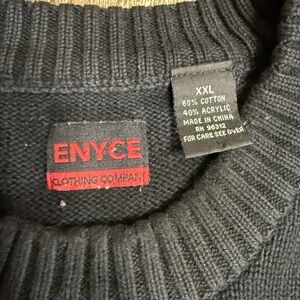 ENYCE
CLOTHING COMPANY
XXL
60% COTTON
40% ACRYLIC
MADE IN CHINA
RN 96312
FOR CARE SEE OVER